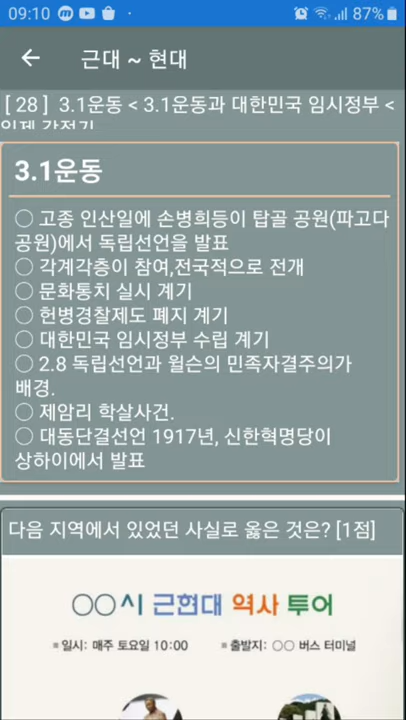 09:10
87%
근대 ~ 현대
[ 28 ] 3.1운동 < 3.1운동과 대한민국 임시정부 <
일제 강점기
3.1운동
○ 고종 인산일에 손병희등이 탑골 공원(파고다
공원)에서 독립선언을 발표
○ 각계각층이 참여,전국적으로 전개
○ 문화통치 실시 계기
○ 헌병경찰제도 폐지 계기
○ 대한민국 임시정부 수립 계기
○ 2.8 독립선언과 윌슨의 민족자결주의가
배경.
○ 제암리 학살사건.
○ 대동단결선언 1917년, 신한혁명당이
상하이에서 발표
다음 지역에서 있었던 사실로 옳은 것은? [1점]
○○시 근현대 역사 투어
▪일시: 매주 토요일 10:00 ▪출발지: ○○ 버스 터미널